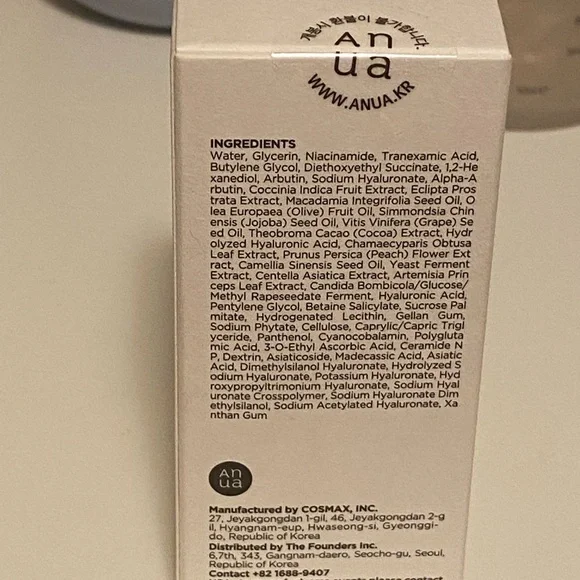 개봉시 환불이 불가합니다.
An
ua
WWW.ANUA.KR
INGREDIENTS
Water, Glycerin, Niacinamide, Tranexamic Acid,
Butylene Glycol, Diethoxyethyl Succinate, 1,2-He
xanediol, Arbutin, Sodium Hyaluronate, Alpha-A
rbutin, Coccinia Indica Fruit Extract, Eclipta Pros
trata Extract, Macadamia Integrifolia Seed Oil, O
lea Europaea (Olive) Fruit Oil, Simmondsia Chin
ensis (Jojoba) Seed Oil, Vitis Vinifera (Grape) Se
ed Oil, Theobroma Cacao (Cocoa) Extract, Hydr
olyzed Hyaluronic Acid, Chamaecyparis Obtusa
Leaf Extract, Prunus Persica (Peach) Flower Ext
ract, Camellia Sinensis Seed Oil, Yeast Ferment
Extract, Centella Asiatica Extract, Artemisia Prin
ceps Leaf Extract, Candida Bombicola/Glucose/
Methyl Rapeseedate Ferment, Hyaluronic Acid,
Pentylene Glycol, Betaine Salicylate, Sucrose Pal
mitate, Hydrogenated Lecithin, Gellan Gum,
Sodium Phytate, Cellulose, Caprylic/Capric Trigl
yceride, Panthenol, Cyanocobalamin, Polygluta
mic Acid, 3-O-Ethyl Ascorbic Acid, Ceramide N
P, Dextrin, Asiaticoside, Madecassic Acid, Asiatic
Acid, Dimethylsilanol Hyaluronate, Hydrolyzed S
odium Hyaluronate, Potassium Hyaluronate, Hyd
roxypropyltrimonium Hyaluronate, Sodium Hyal
uronate Crosspolymer, Sodium Hyaluronate Dim
ethylsilanol, Sodium Acetylated Hyaluronate, Xa
nthan Gum
An
ua
Manufactured by COSMAX, INC.
27, Jeyakgongdan 1-gil, 46, Jeyakgongdan 2-g
il, Hyangnam-eup, Hwaseong-si, Gyeonggi-
do, Republic of Korea
Distributed by The Founders Inc.
6,7th, 343, Gangnam-daero, Seocho-gu, Seoul,
Republic of Korea
Contact +82 1688-9407